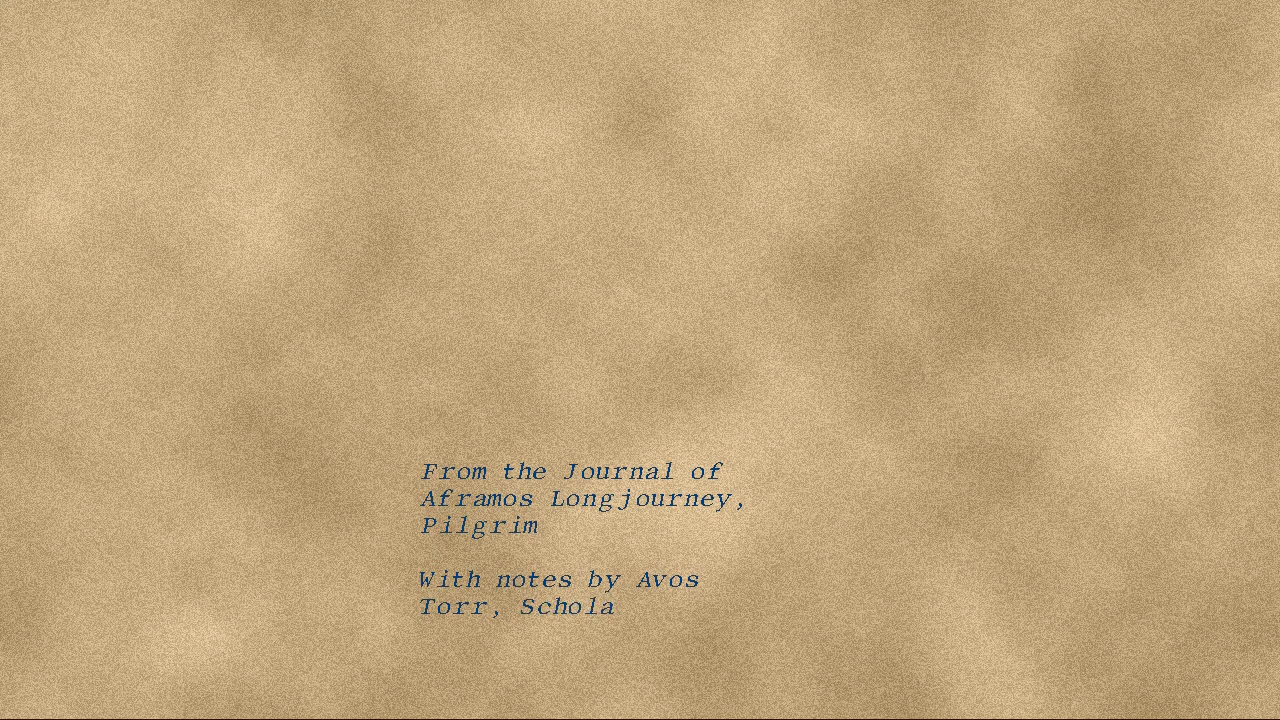 From the Journal of
Aframos Longjourney,
Pilgrim
With notes by Avos
Torr, Schola